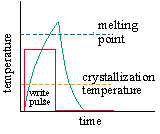 melting
point
temperature
crystallization
temperature
write
pulse
time